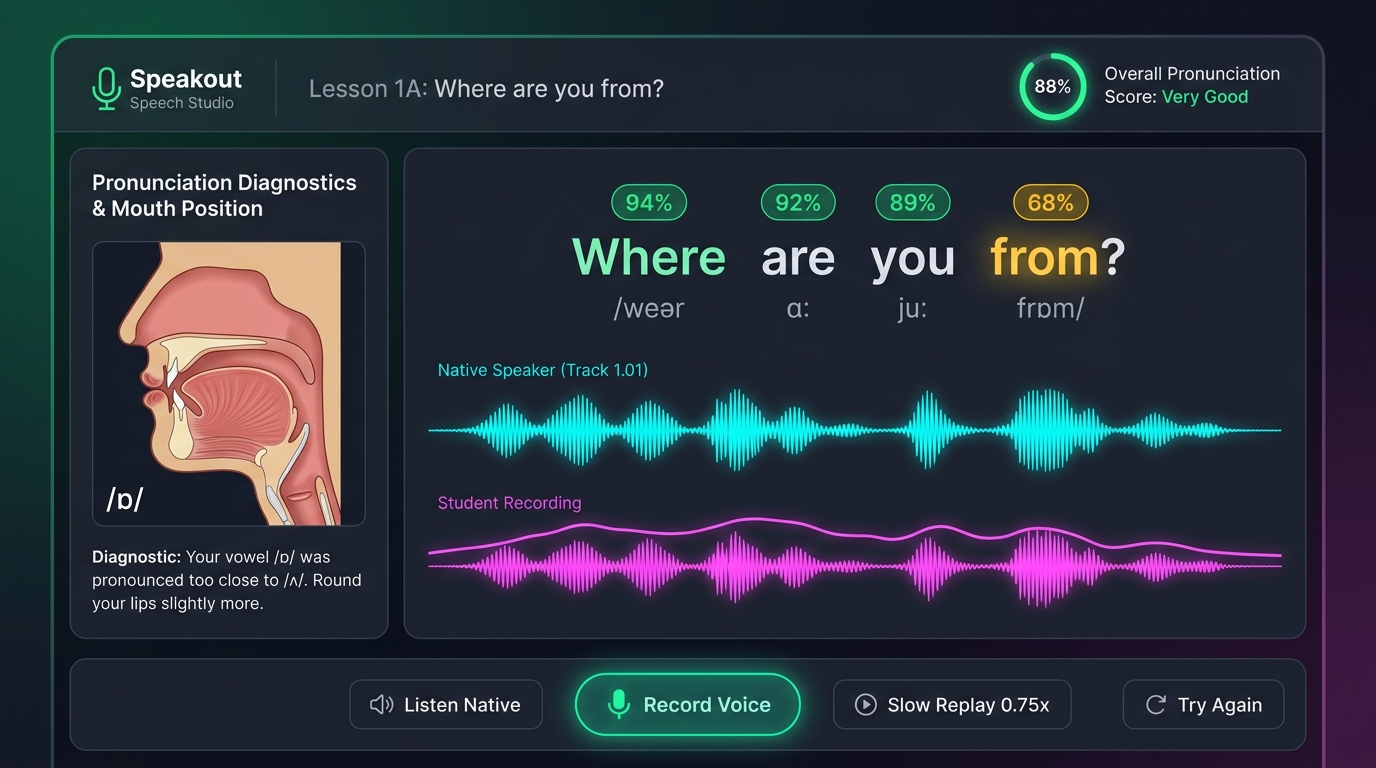 Speakout
Speech Studio
Lesson 1A: Where are you from?
88%
Overall Pronunciation
Score: Very Good
Pronunciation Diagnostics
& Mouth Position
/ɒ/
Diagnostic: Your vowel /ɒ/ was
pronounced too close to /ʌ/. Round
your lips slightly more.
94% 92% 89% 68%
Where are you from?
/weər ɑ: ju: frɒm/
Native Speaker (Track 1.01)
Student Recording
Listen Native
Record Voice
Slow Replay 0.75x
Try Again